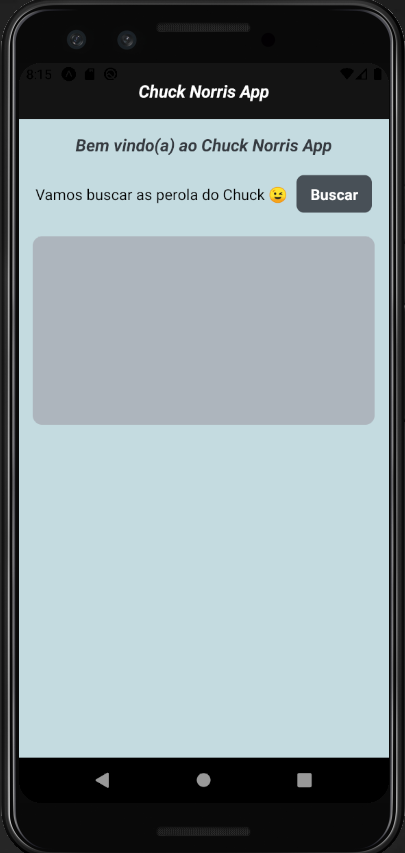 8:15
Chuck Norris App
Bem vindo(a) ao Chuck Norris App
Vamos buscar as perola do Chuck 😉 Buscar